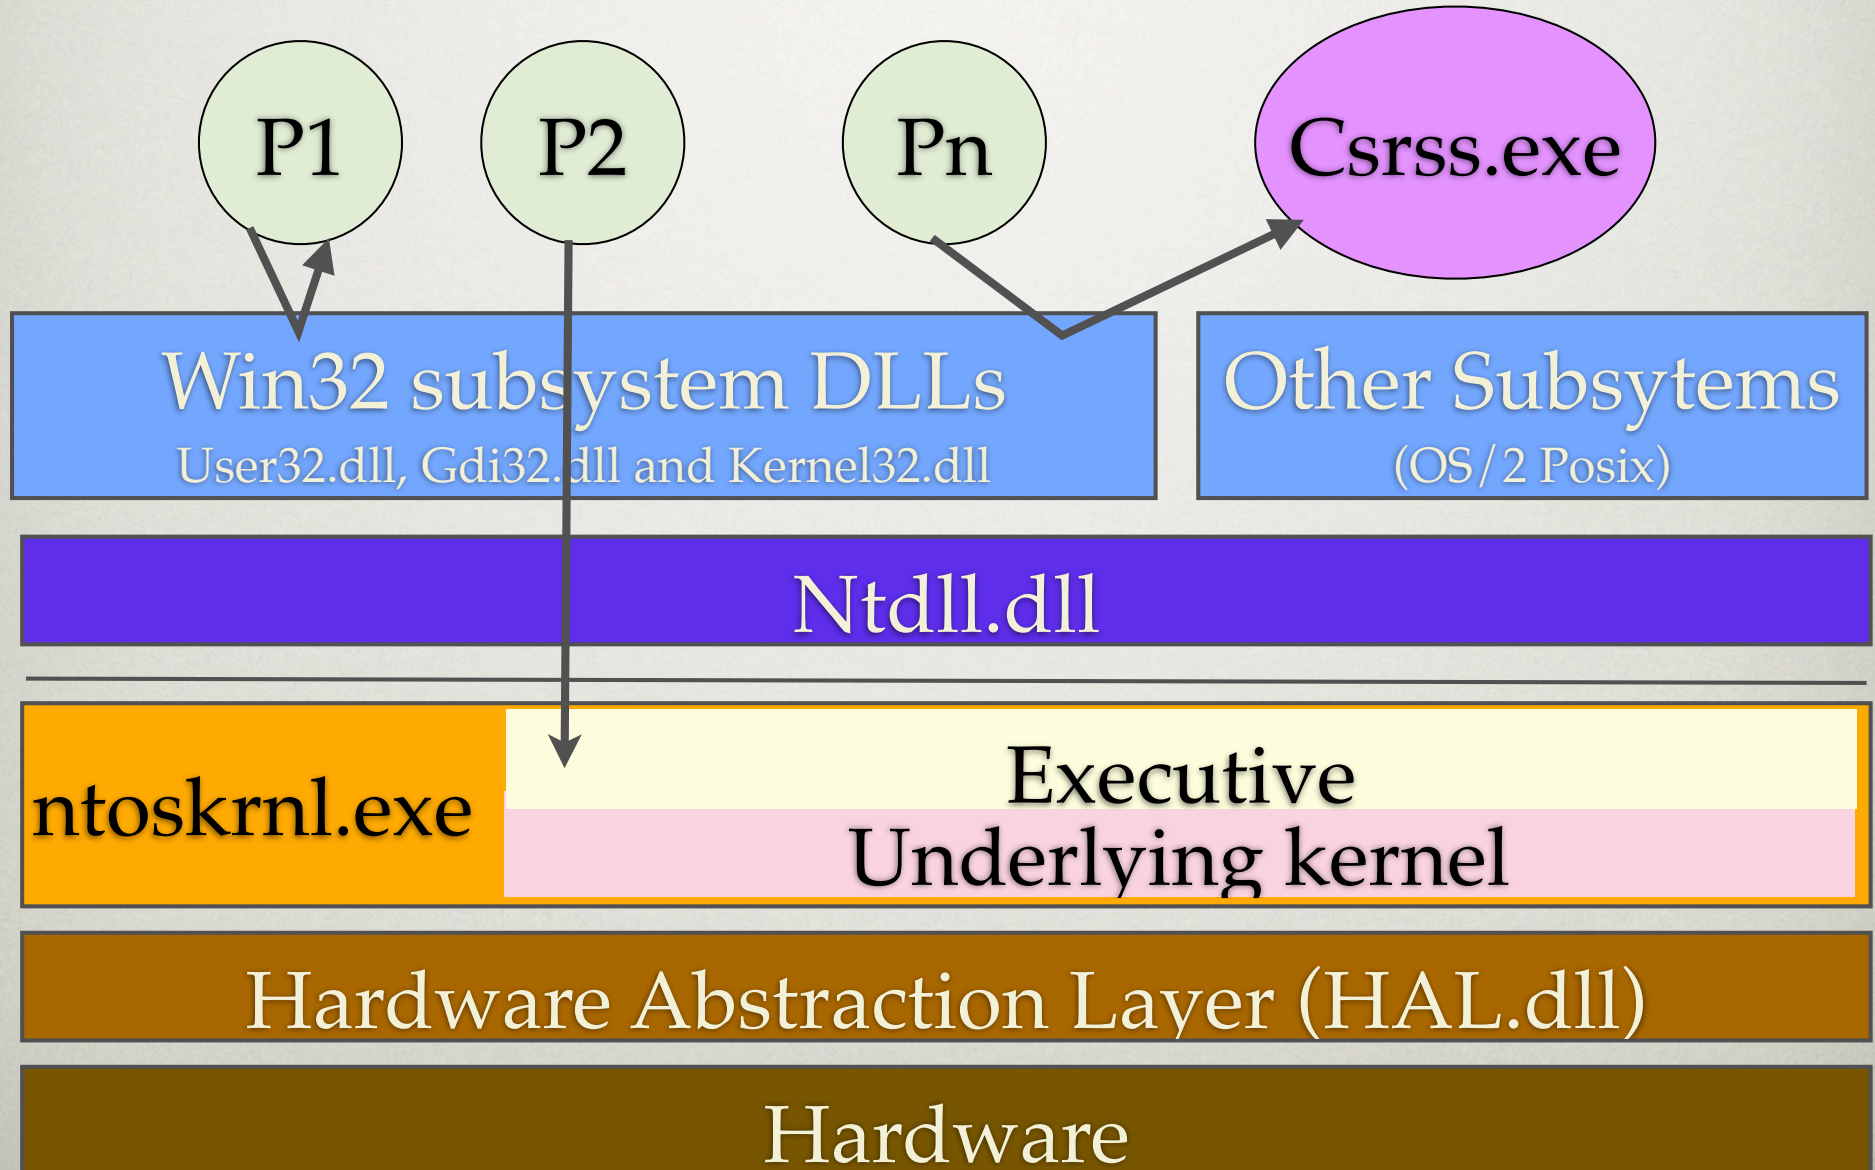 P1
P2
Pn
Csrss.exe
Win32 subsystem DLLs
User32.dll, Gdi32.dll and Kernel32.dll
Other Subsytems
(OS/2 Posix)
Ntdll.dll
ntoskrnl.exe
Executive
Underlying kernel
Hardware Abstraction Layer (HAL.dll)
Hardware